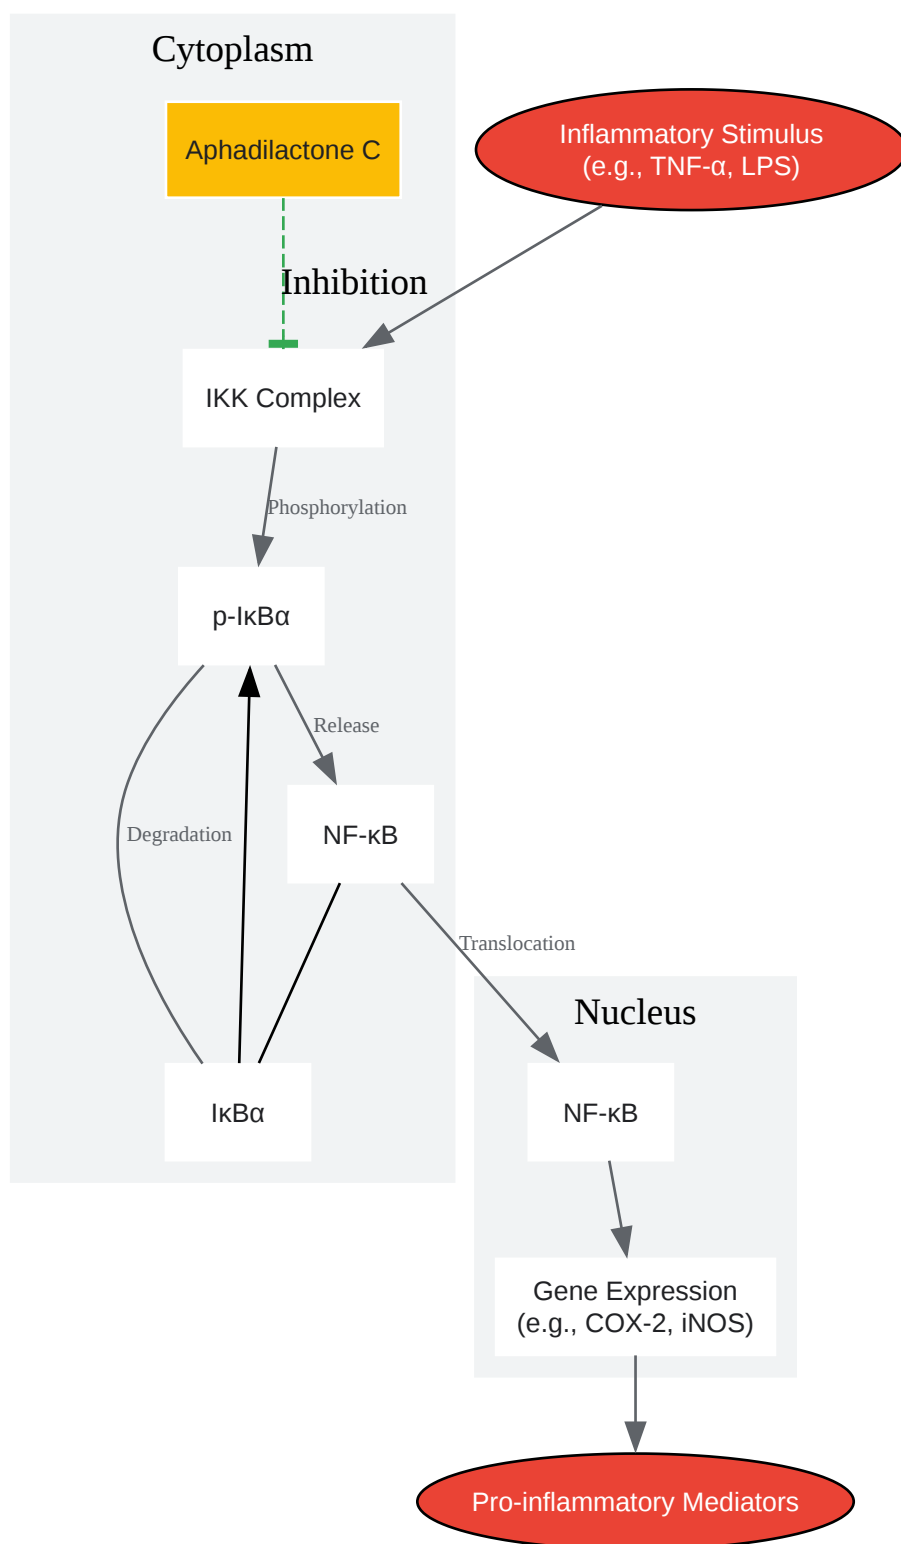 Cytoplasm
Aphadilactone C
Inflammatory Stimulus
(e.g., TNF-α, LPS)
Inhibition
IKK Complex
Phosphorylation
p-IκBα
Release
Degradation
NF-κB
Translocation
Nucleus
IκBα
NF-κB
Gene Expression
(e.g., COX-2, iNOS)
Pro-inflammatory Mediators